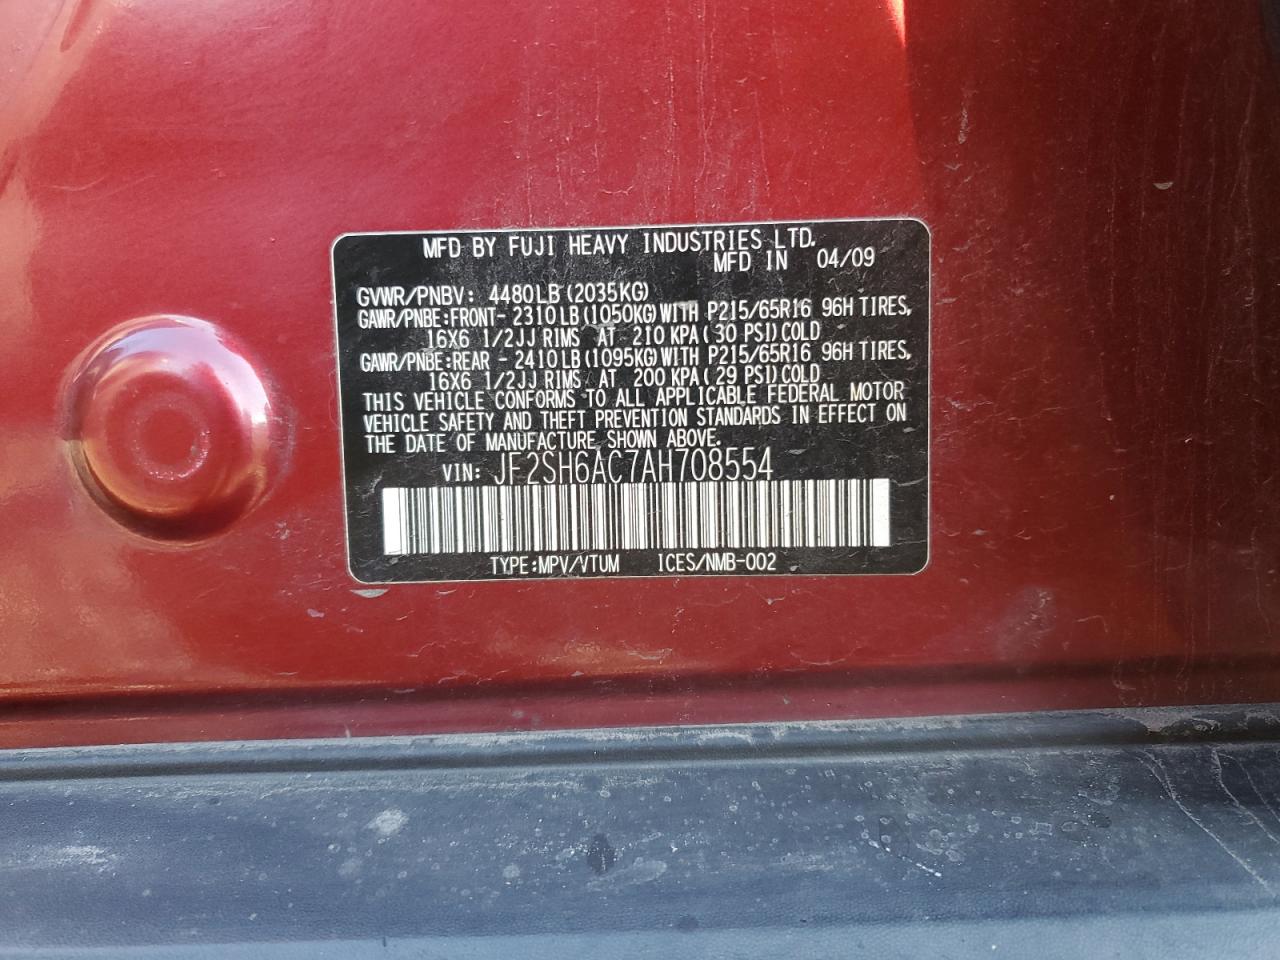 MFD BY FUJI HEAVY INDUSTRIES LTD.
MFD IN 04/09
GVWR/PNBV: 4480LB (2035KG)
GAWR/PNBE:FRONT- 2310LB (1050KG)WITH P215/65R16 96H TIRES,
16X6 1/2JJ RIMS AT 210 KPA( 30 PSI)COLD
GAWR/PNBE:REAR - 2410LB (1095KG)WITH P215/65R16 96H TIRES,
16X6 1/2JJ RIMS AT 200 KPA( 29 PSI)COLD
THIS VEHICLE CONFORMS TO ALL APPLICABLE FEDERAL MOTOR
VEHICLE SAFETY AND THEFT PREVENTION STANDARDS IN EFFECT ON
THE DATE OF MANUFACTURE SHOWN ABOVE.
VIN: JF2SH6AC7AH708554
TYPE:MPV/VTUM ICES/NMB-002